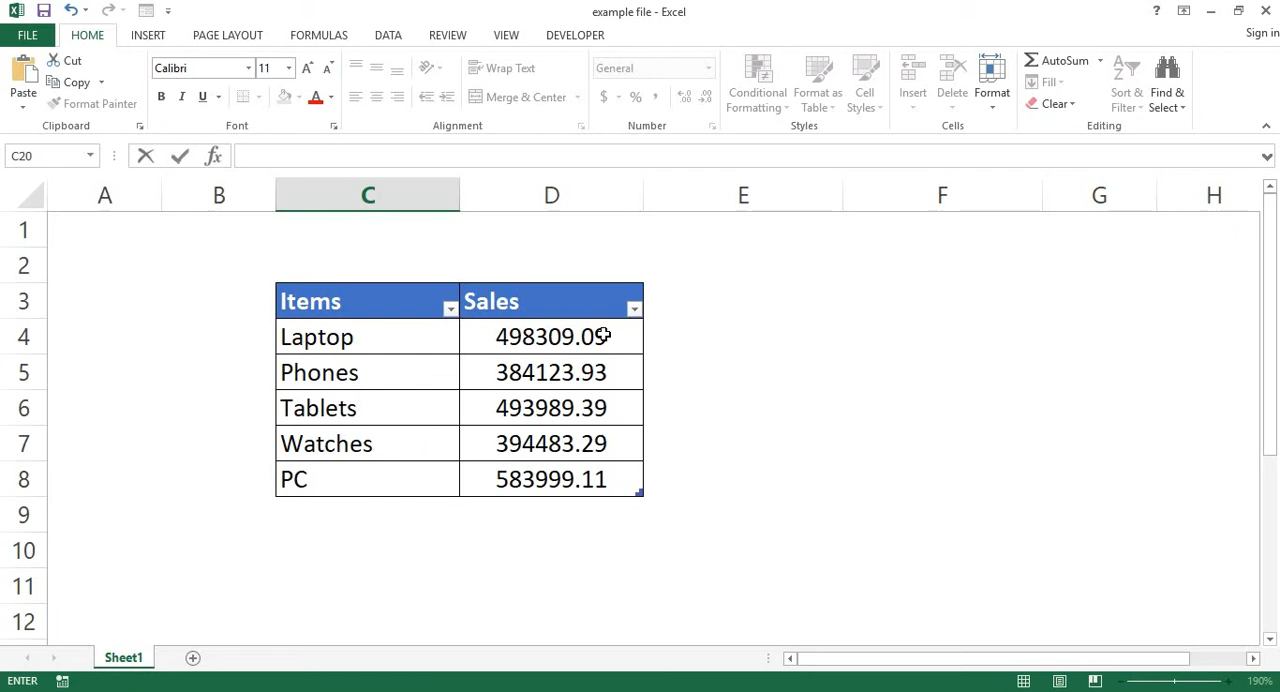 example file - Excel
?
Sign in
FILE HOME INSERT PAGE LAYOUT FORMULAS DATA REVIEW VIEW DEVELOPER
Paste
Cut
Copy
Format Painter
Clipboard
Calibri 11
B I U A
Font
Wrap Text
Merge & Center
Alignment
General
$ % ,
Number
Conditional Formatting
Format as Table
Cell Styles
Styles
Insert
Delete
Format
Cells
AutoSum
Fill
Clear
Sort & Filter
Find & Select
Editing
C20 fx
A B C D E F G H
1
2
3 Items Sales
4 Laptop 498309.09
5 Phones 384123.93
6 Tablets 493989.39
7 Watches 394483.29
8 PC 583999.11
9
10
11
12
Sheet1
ENTER 190%